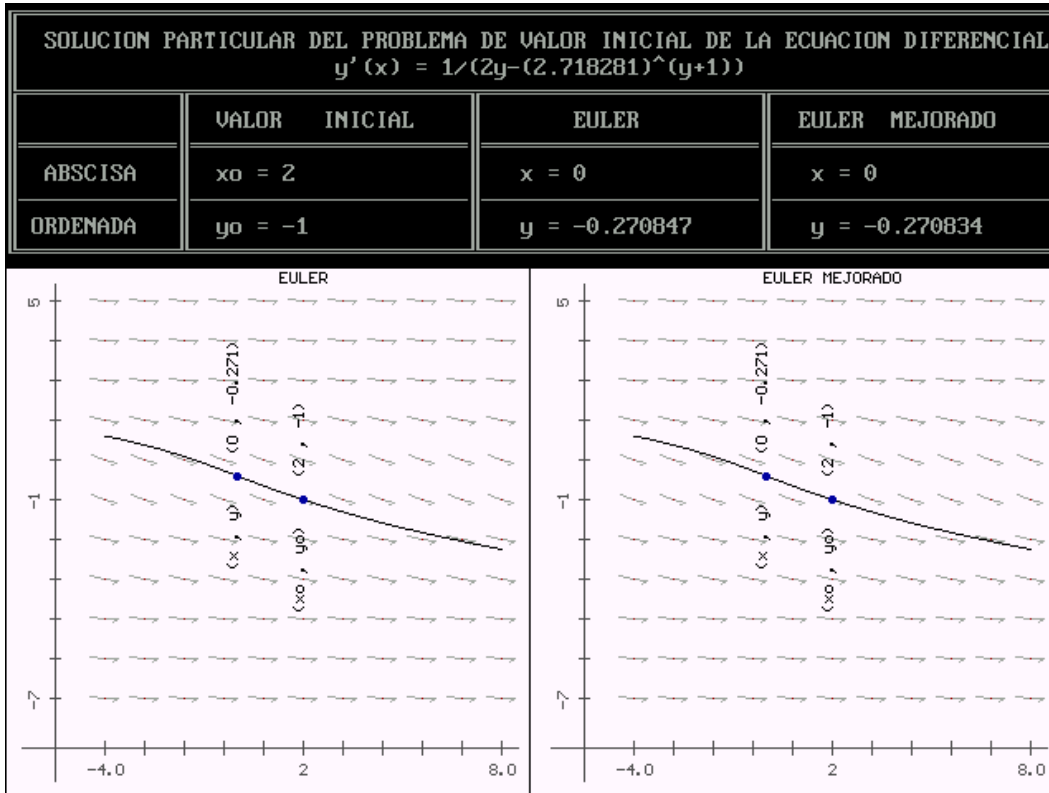 SOLUCION PARTICULAR DEL PROBLEMA DE VALOR INICIAL DE LA ECUACION DIFERENCIAL
y'(x) = 1/(2y-(2.718281)^(y+1))
VALOR INICIAL EULER EULER MEJORADO
ABSCISA xo = 2 x = 0 x = 0
ORDENADA yo = -1 y = -0.270847 y = -0.270834
EULER
5
-1
-7
(x , y) (0 , -0.271)
(xo , yo) (2 , -1)
-4.0 2 8.0
EULER MEJORADO
5
-1
-7
(x , y) (0 , -0.271)
(xo , yo) (2 , -1)
-4.0 2 8.0